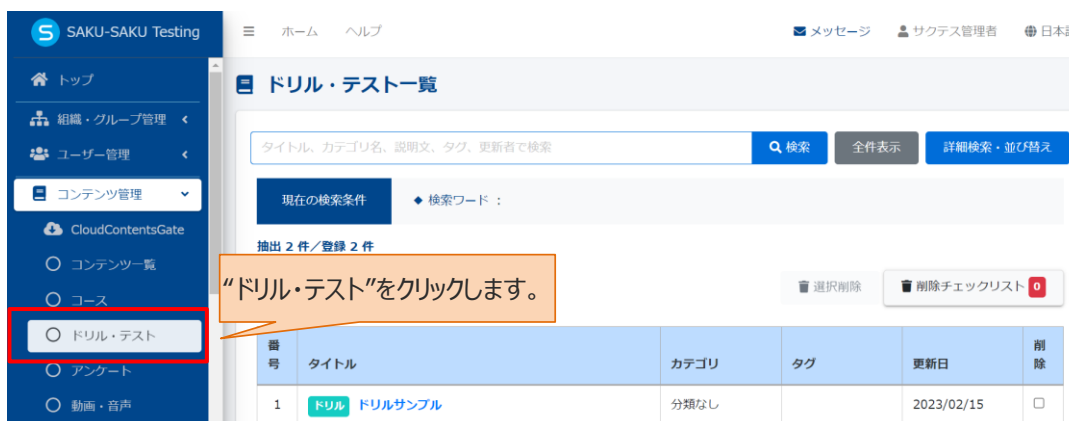 SAKU-SAKU Testing
ホーム ヘルプ
メッセージ サクテス管理者 日本
トップ
組織・グループ管理
ユーザー管理
コンテンツ管理
CloudContentsGate
コンテンツ一覧
コース
ドリル・テスト
アンケート
動画・音声
ドリル・テスト一覧
タイトル、カテゴリ名、説明文、タグ、更新者で検索 検索 全件表示 詳細検索・並び替え
現在の検索条件 ◆ 検索ワード :
抽出 2 件／登録 2 件
“ドリル・テスト”をクリックします。
選択削除 削除チェックリスト 0
番号 タイトル カテゴリ タグ 更新日 削除
1 ドリル ドリルサンプル 分類なし 2023/02/15